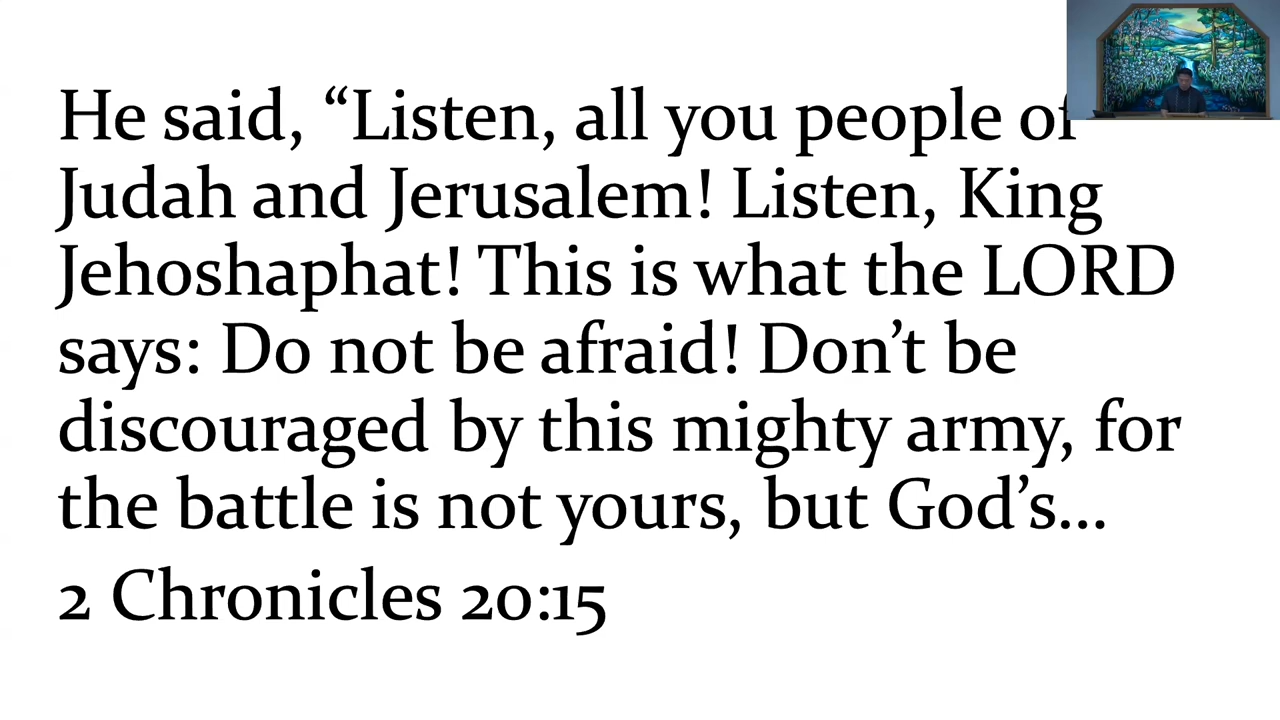 He said, “Listen, all you people of
Judah and Jerusalem! Listen, King
Jehoshaphat! This is what the LORD
says: Do not be afraid! Don’t be
discouraged by this mighty army, for
the battle is not yours, but God’s...
2 Chronicles 20:15